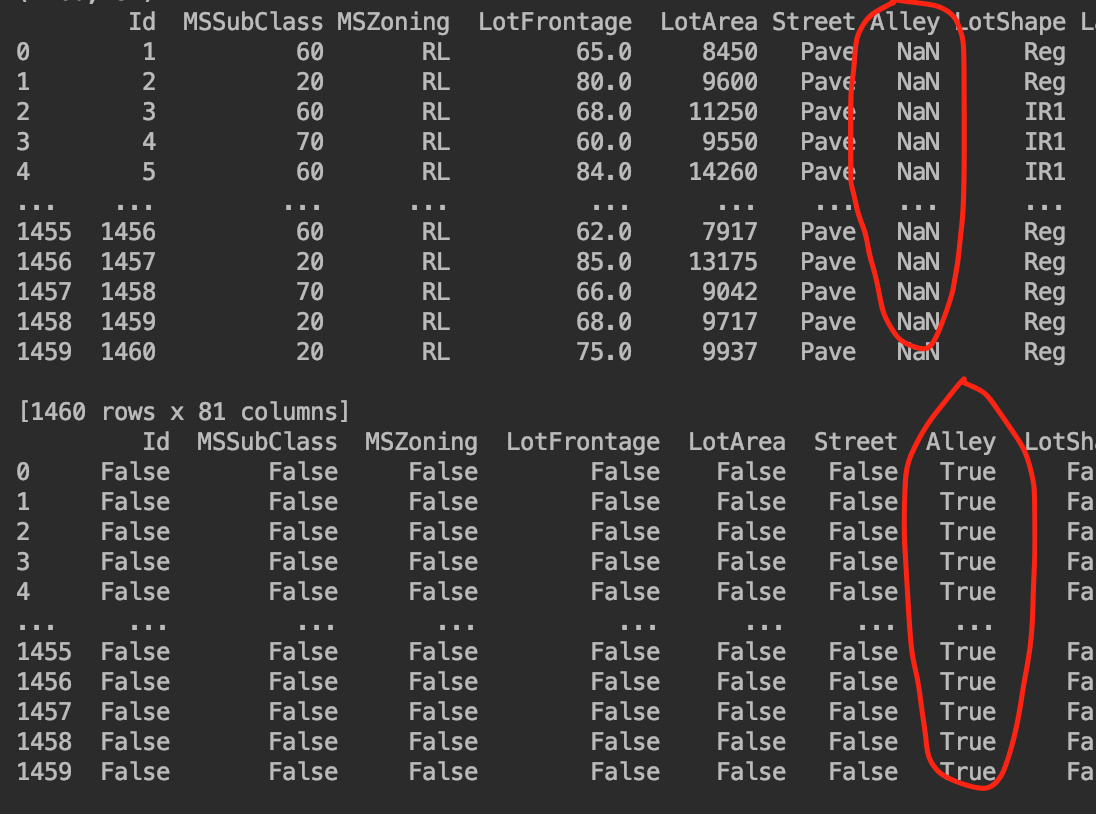 Id MSSubClass MSZoning LotFrontage LotArea Street Alley LotShape
0 1 60 RL 65.0 8450 Pave NaN Reg
1 2 20 RL 80.0 9600 Pave NaN Reg
2 3 60 RL 68.0 11250 Pave NaN IR1
3 4 70 RL 60.0 9550 Pave NaN IR1
4 5 60 RL 84.0 14260 Pave NaN IR1
... ... ... ... ... ... ... ... ...
1455 1456 60 RL 62.0 7917 Pave NaN Reg
1456 1457 20 RL 85.0 13175 Pave NaN Reg
1457 1458 70 RL 66.0 9042 Pave NaN Reg
1458 1459 20 RL 68.0 9717 Pave NaN Reg
1459 1460 20 RL 75.0 9937 Pave NaN Reg
[1460 rows x 81 columns]
Id MSSubClass MSZoning LotFrontage LotArea Street Alley LotSha
0 False False False False False False True Fa
1 False False False False False False True Fa
2 False False False False False False True Fa
3 False False False False False False True Fa
4 False False False False False False True Fa
... ... ... ... ... ... ... ...
1455 False False False False False False True Fa
1456 False False False False False False True Fa
1457 False False False False False False True Fa
1458 False False False False False False True Fa
1459 False False False False False False True Fa